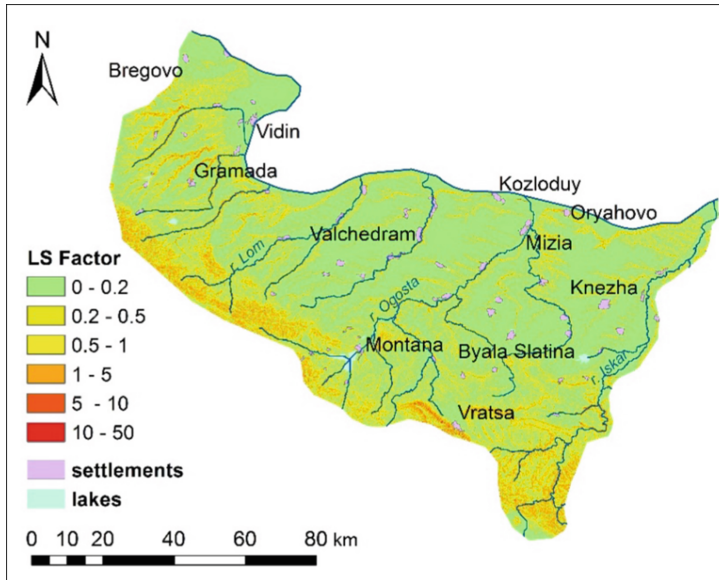 N
Bregovo
Vidin
Gramada
Kozloduy
Oryahovo
Valchedram
Mizia
Lom
Knezha
Ogosta
Montana
Byala Slatina
r. Iskar
Vratsa
LS Factor
0 - 0.2
0.2 - 0.5
0.5 - 1
1 - 5
5 - 10
10 - 50
settlements
lakes
0 10 20 40 60 80 km